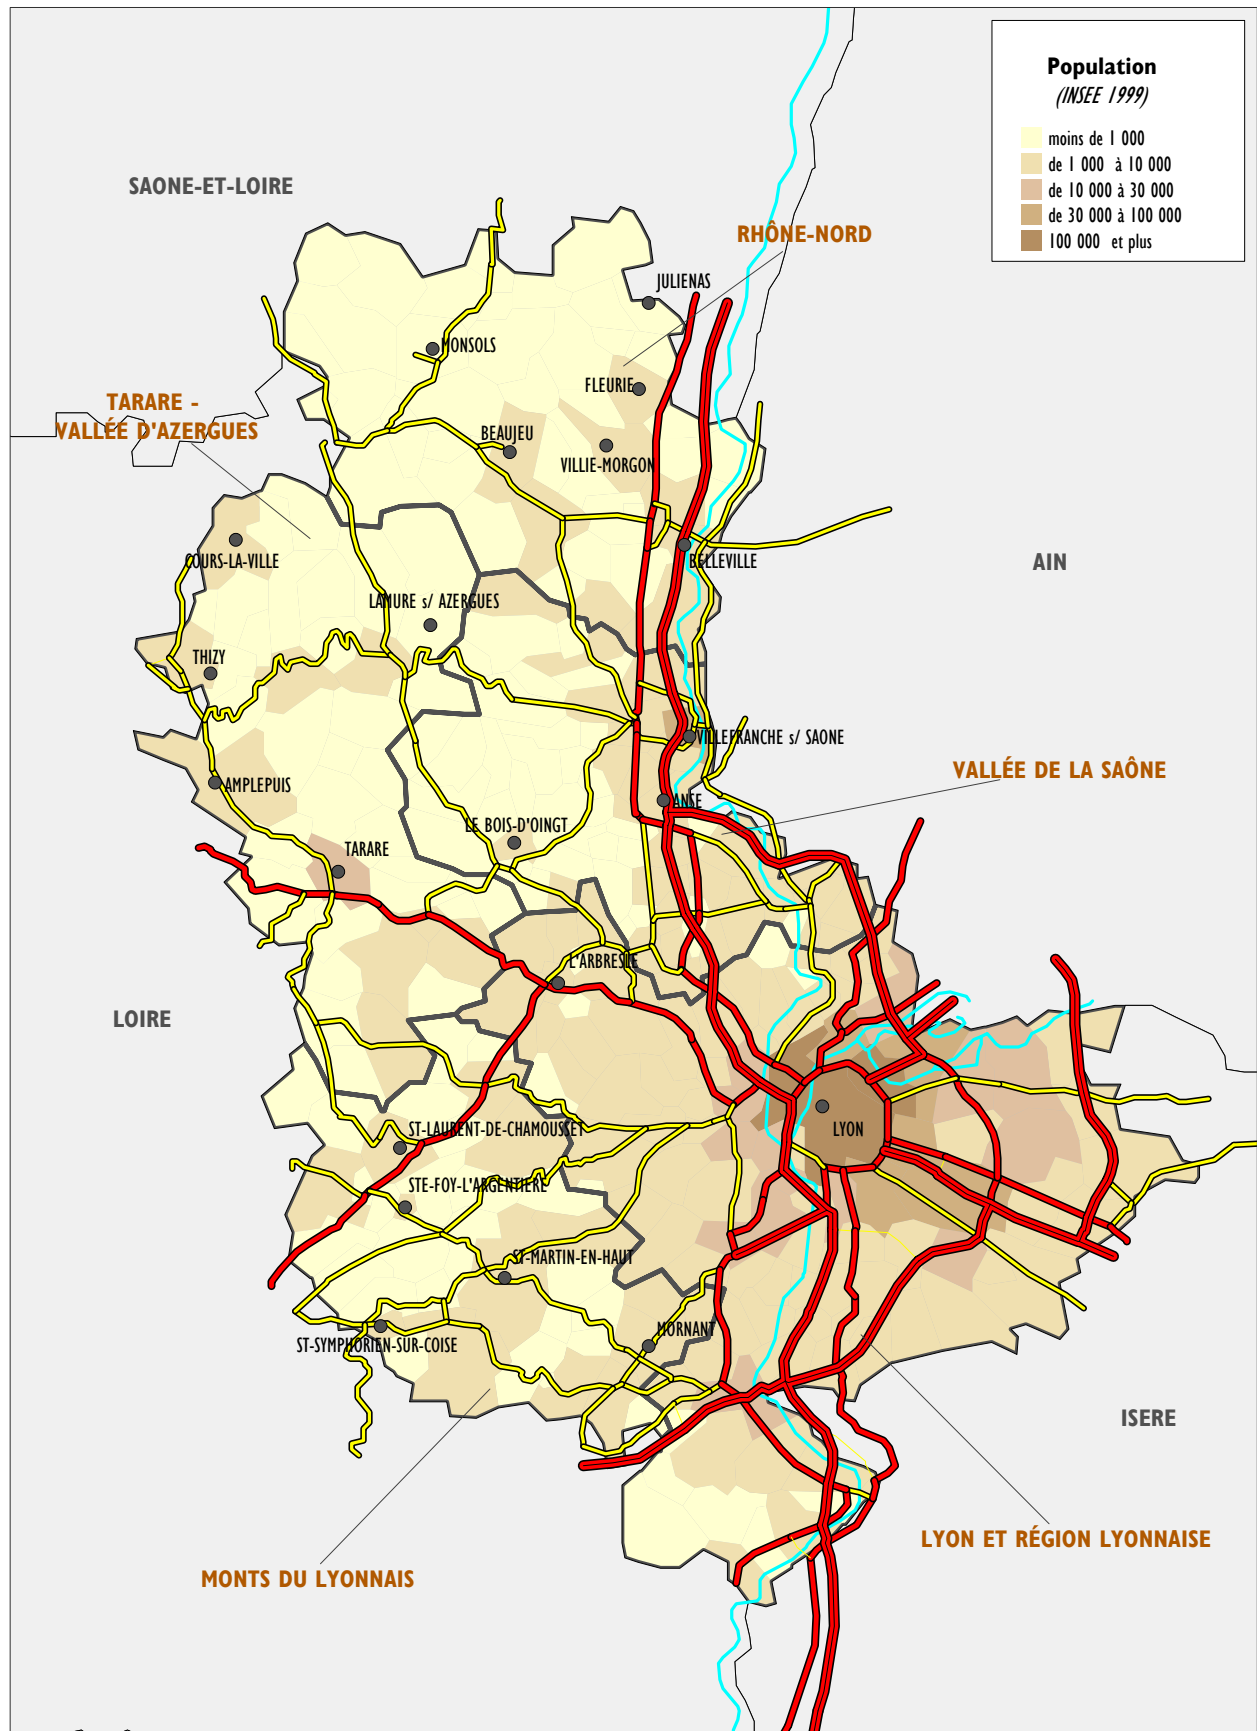 Population
(INSEE 1999)
moins de 1 000
de 1 000 à 10 000
de 10 000 à 30 000
de 30 000 à 100 000
100 000 et plus
SAONE-ET-LOIRE
RHÔNE-NORD
JULIENAS
MONSOLS
FLEURIE
TARARE -
VALLÉE D'AZERGUES
BEAUJEU
VILLIE-MORGON
COURS-LA-VILLE
BELLEVILLE
AIN
LAMURE s/ AZERGUES
THIZY
VILLEFRANCHE s/ SAONE
VALLÉE DE LA SAÔNE
AMPLEPUIS
ANSE
LE BOIS-D'OINGT
TARARE
L'ARBRESLE
LOIRE
LYON
ST-LAURENT-DE-CHAMOUSSET
STE-FOY-L'ARGENTIERE
ST-MARTIN-EN-HAUT
MORNANT
ST-SYMPHORIEN-SUR-COISE
ISERE
LYON ET RÉGION LYONNAISE
MONTS DU LYONNAIS